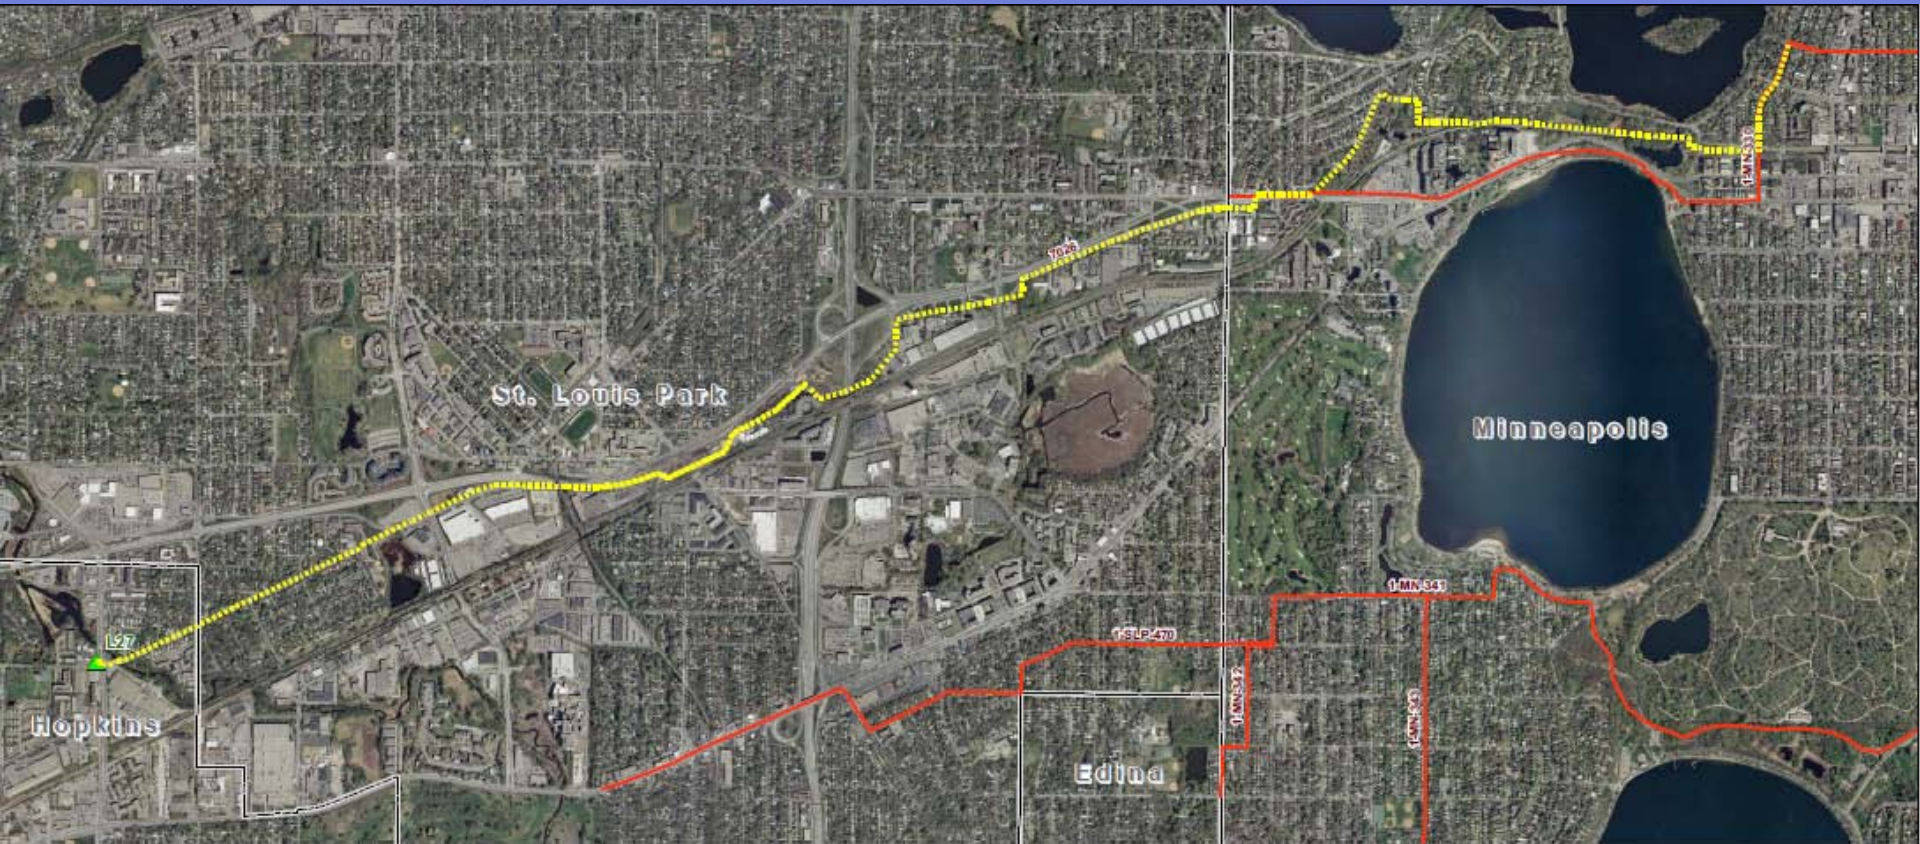 1-MN-310
7026
St. Louis Park
Minneapolis
1-MN-341
L27
1-SLP-470
1-MN-342
1-MN-343
Hopkins
Edina